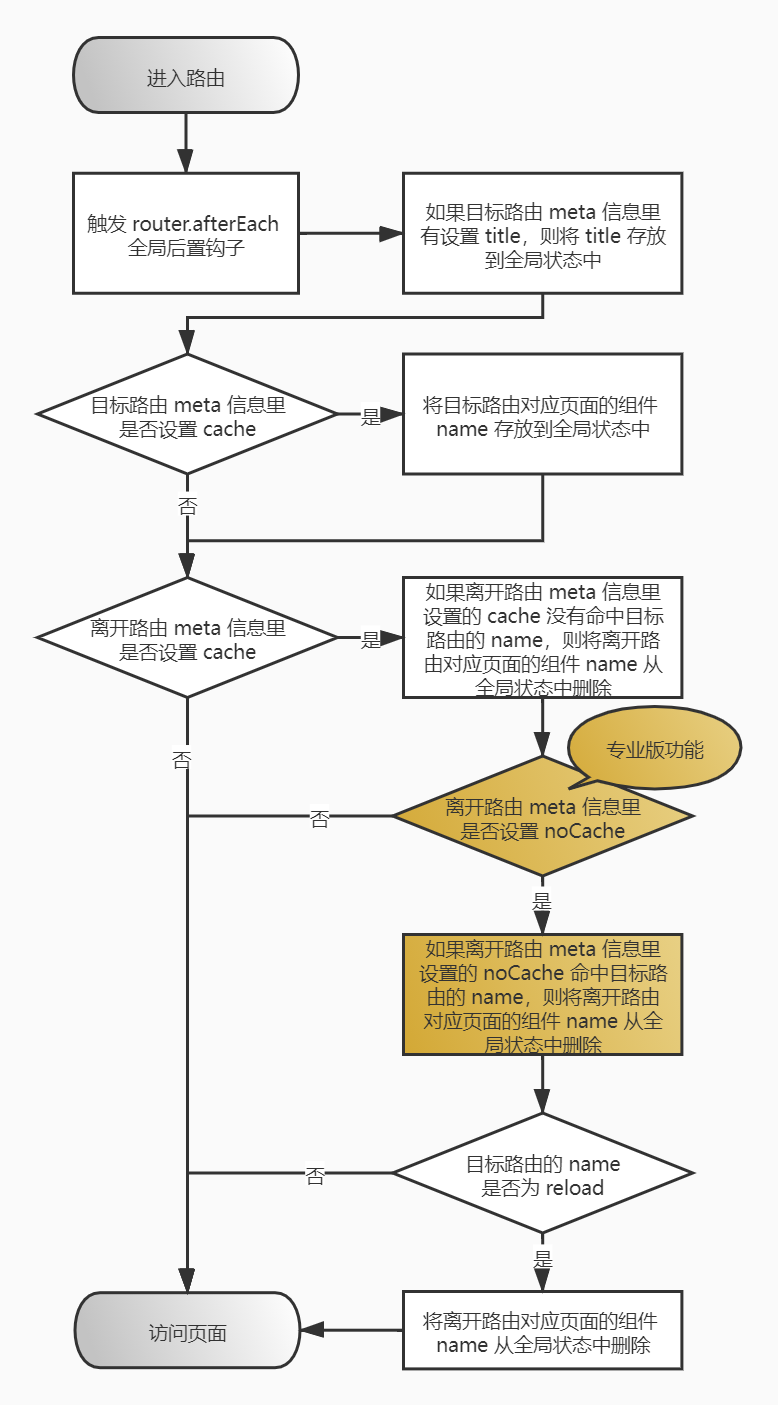 进入路由
触发 router.afterEach
全局后置钩子
如果目标路由 meta 信息里
有设置 title，则将 title 存放
到全局状态中
目标路由 meta 信息里
是否设置 cache
是
将目标路由对应页面的组件
name 存放到全局状态中
否
离开路由 meta 信息里
是否设置 cache
是
如果离开路由 meta 信息里
设置的 cache 没有命中目标
路由的 name，则将离开路
由对应页面的组件 name 从
全局状态中删除
否
专业版功能
离开路由 meta 信息里
是否设置 noCache
否
是
如果离开路由 meta 信息里
设置的 noCache 命中目标路
由的 name，则将离开路由
对应页面的组件 name 从全
局状态中删除
目标路由的 name
是否为 reload
否
是
将离开路由对应页面的组件
name 从全局状态中删除
访问页面